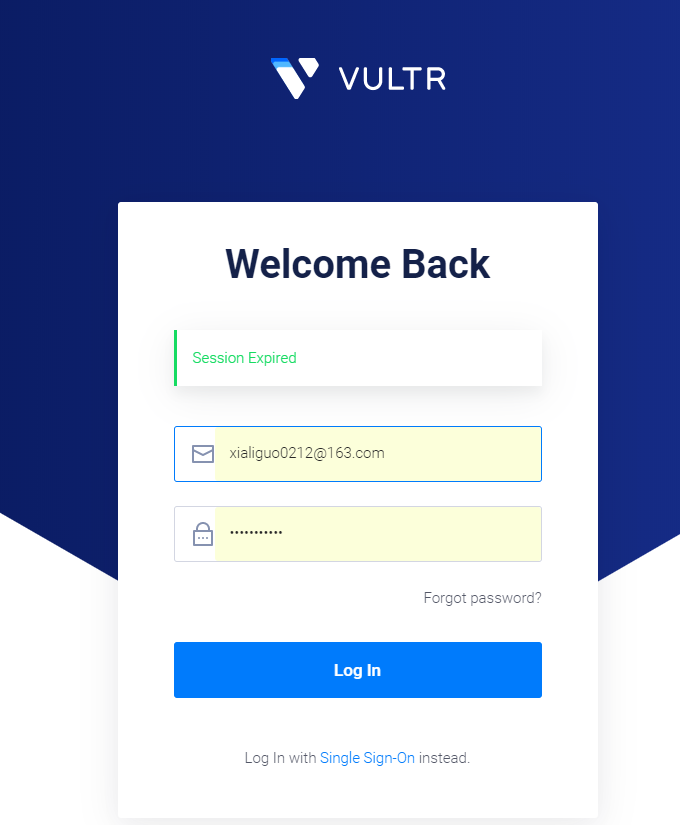 VULTR
Welcome Back
Session Expired
xialiguo0212@163.com
•••••••••••
Forgot password?
Log In
Log In with Single Sign-On instead.